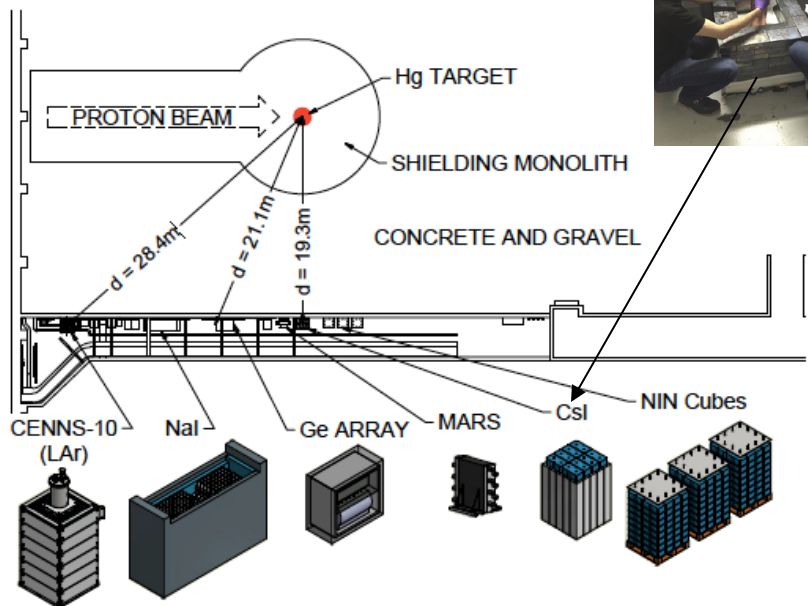 Hg TARGET
PROTON BEAM
SHIELDING MONOLITH
d = 28.4m
d = 21.1m
d = 19.3m
CONCRETE AND GRAVEL
CENNS-10
(LAr)
NaI
Ge ARRAY
MARS
CsI
NIN Cubes